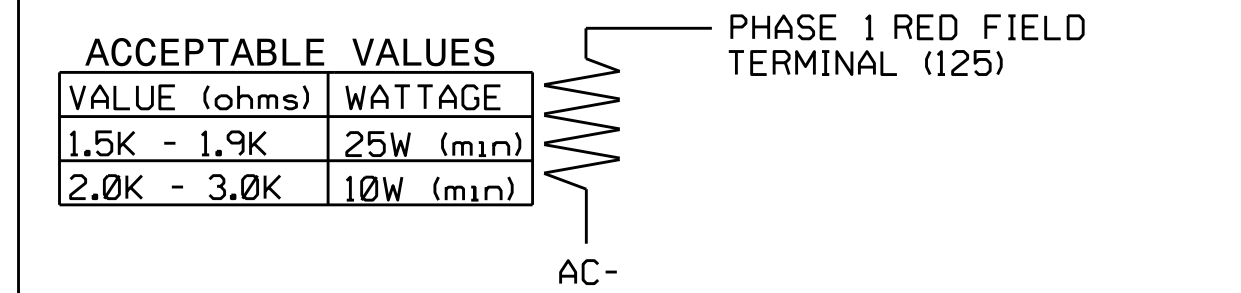 ACCEPTABLE VALUES
VALUE (ohms) WATTAGE
1.5K - 1.9K 25W (min)
2.0K - 3.0K 10W (min)
PHASE 1 RED FIELD
TERMINAL (125)
AC-